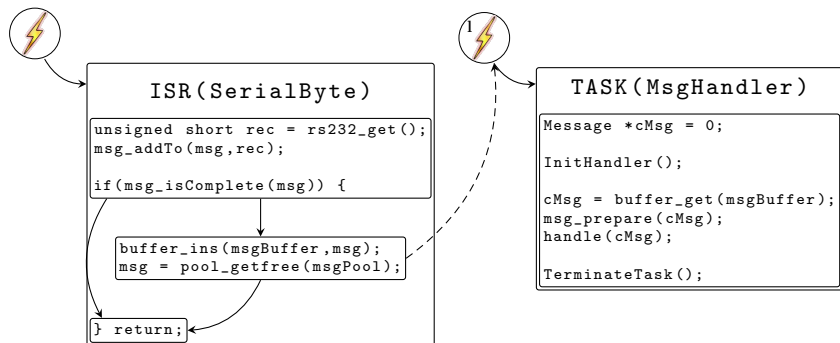 ISR(SerialByte)
unsigned short rec = rs232_get();
msg_addTo(msg,rec);
if(msg_isComplete(msg)) {
buffer_ins(msgBuffer,msg);
msg = pool_getfree(msgPool);
} return;
1
TASK(MsgHandler)
Message *cMsg = 0;
InitHandler();
cMsg = buffer_get(msgBuffer);
msg_prepare(cMsg);
handle(cMsg);
TerminateTask();